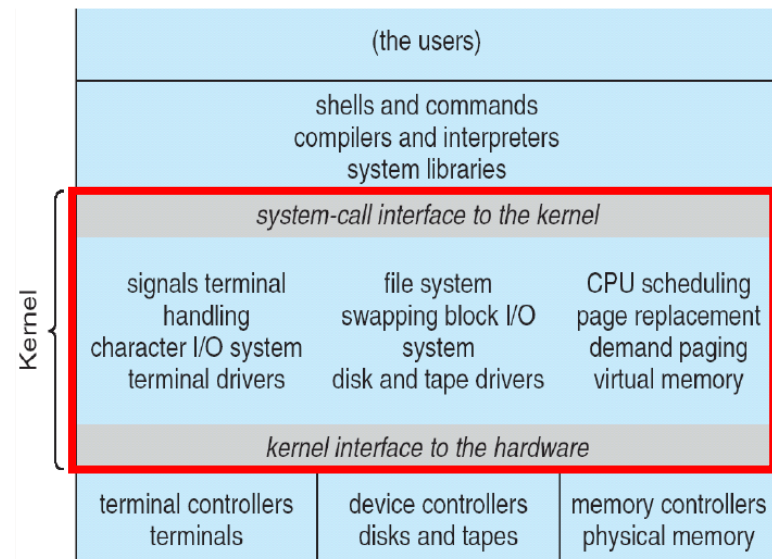 (the users)
shells and commands
compilers and interpreters
system libraries
Kernel
system-call interface to the kernel
signals terminal
handling
character I/O system
terminal drivers
file system
swapping block I/O
system
disk and tape drivers
CPU scheduling
page replacement
demand paging
virtual memory
kernel interface to the hardware
terminal controllers
terminals
device controllers
disks and tapes
memory controllers
physical memory